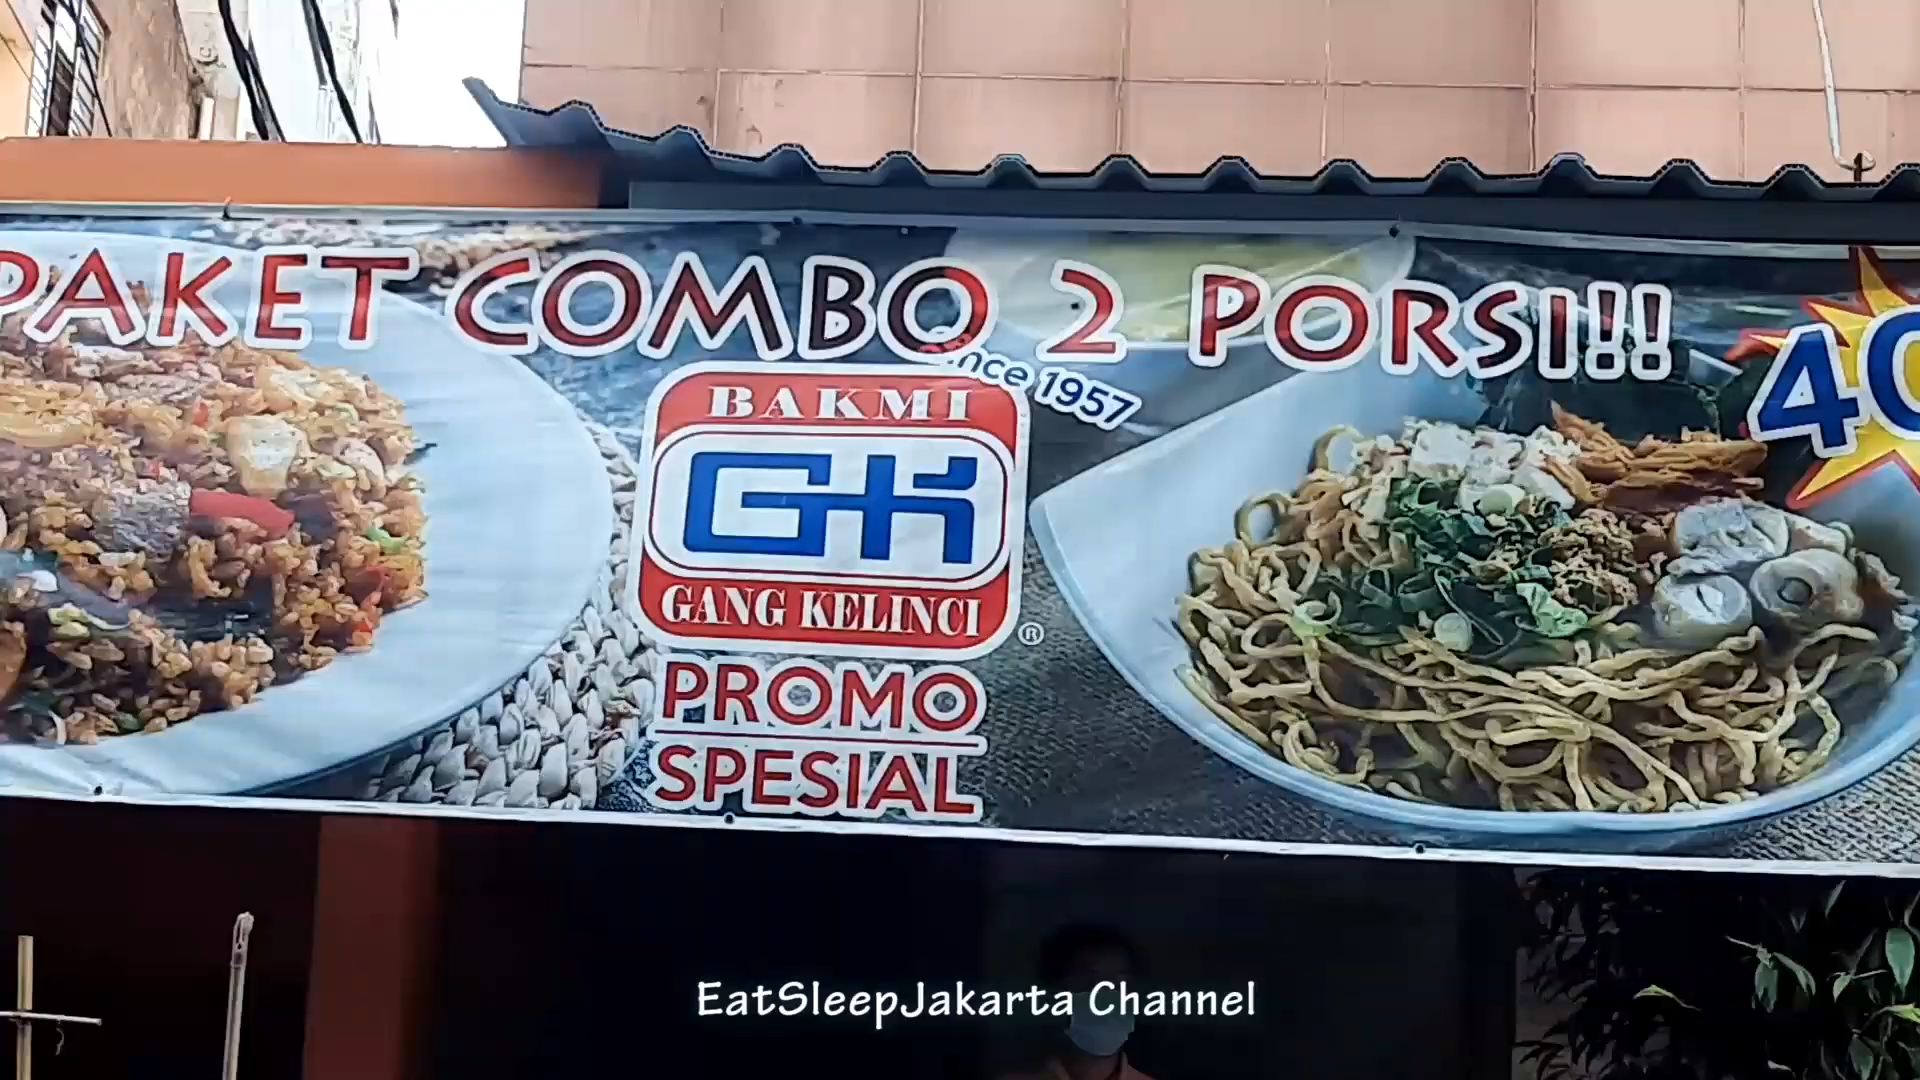 PAKET COMBO 2 PORSI!!
40
Since 1957
BAKMI
GK
GANG KELINCI
®
PROMO
SPESIAL
EatSleepJakarta Channel